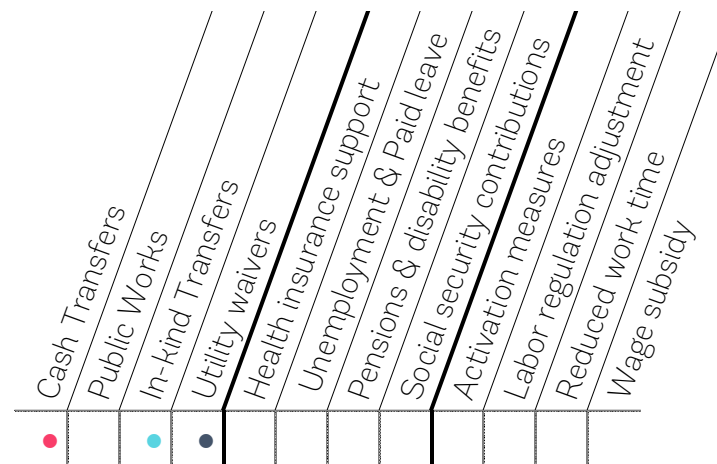 Cash Transfers
Public Works
In-kind Transfers
Utility waivers
Health insurance support
Unemployment & Paid leave
Pensions & disability benefits
Social security contributions
Activation measures
Labor regulation adjustment
Reduced work time
Wage subsidy